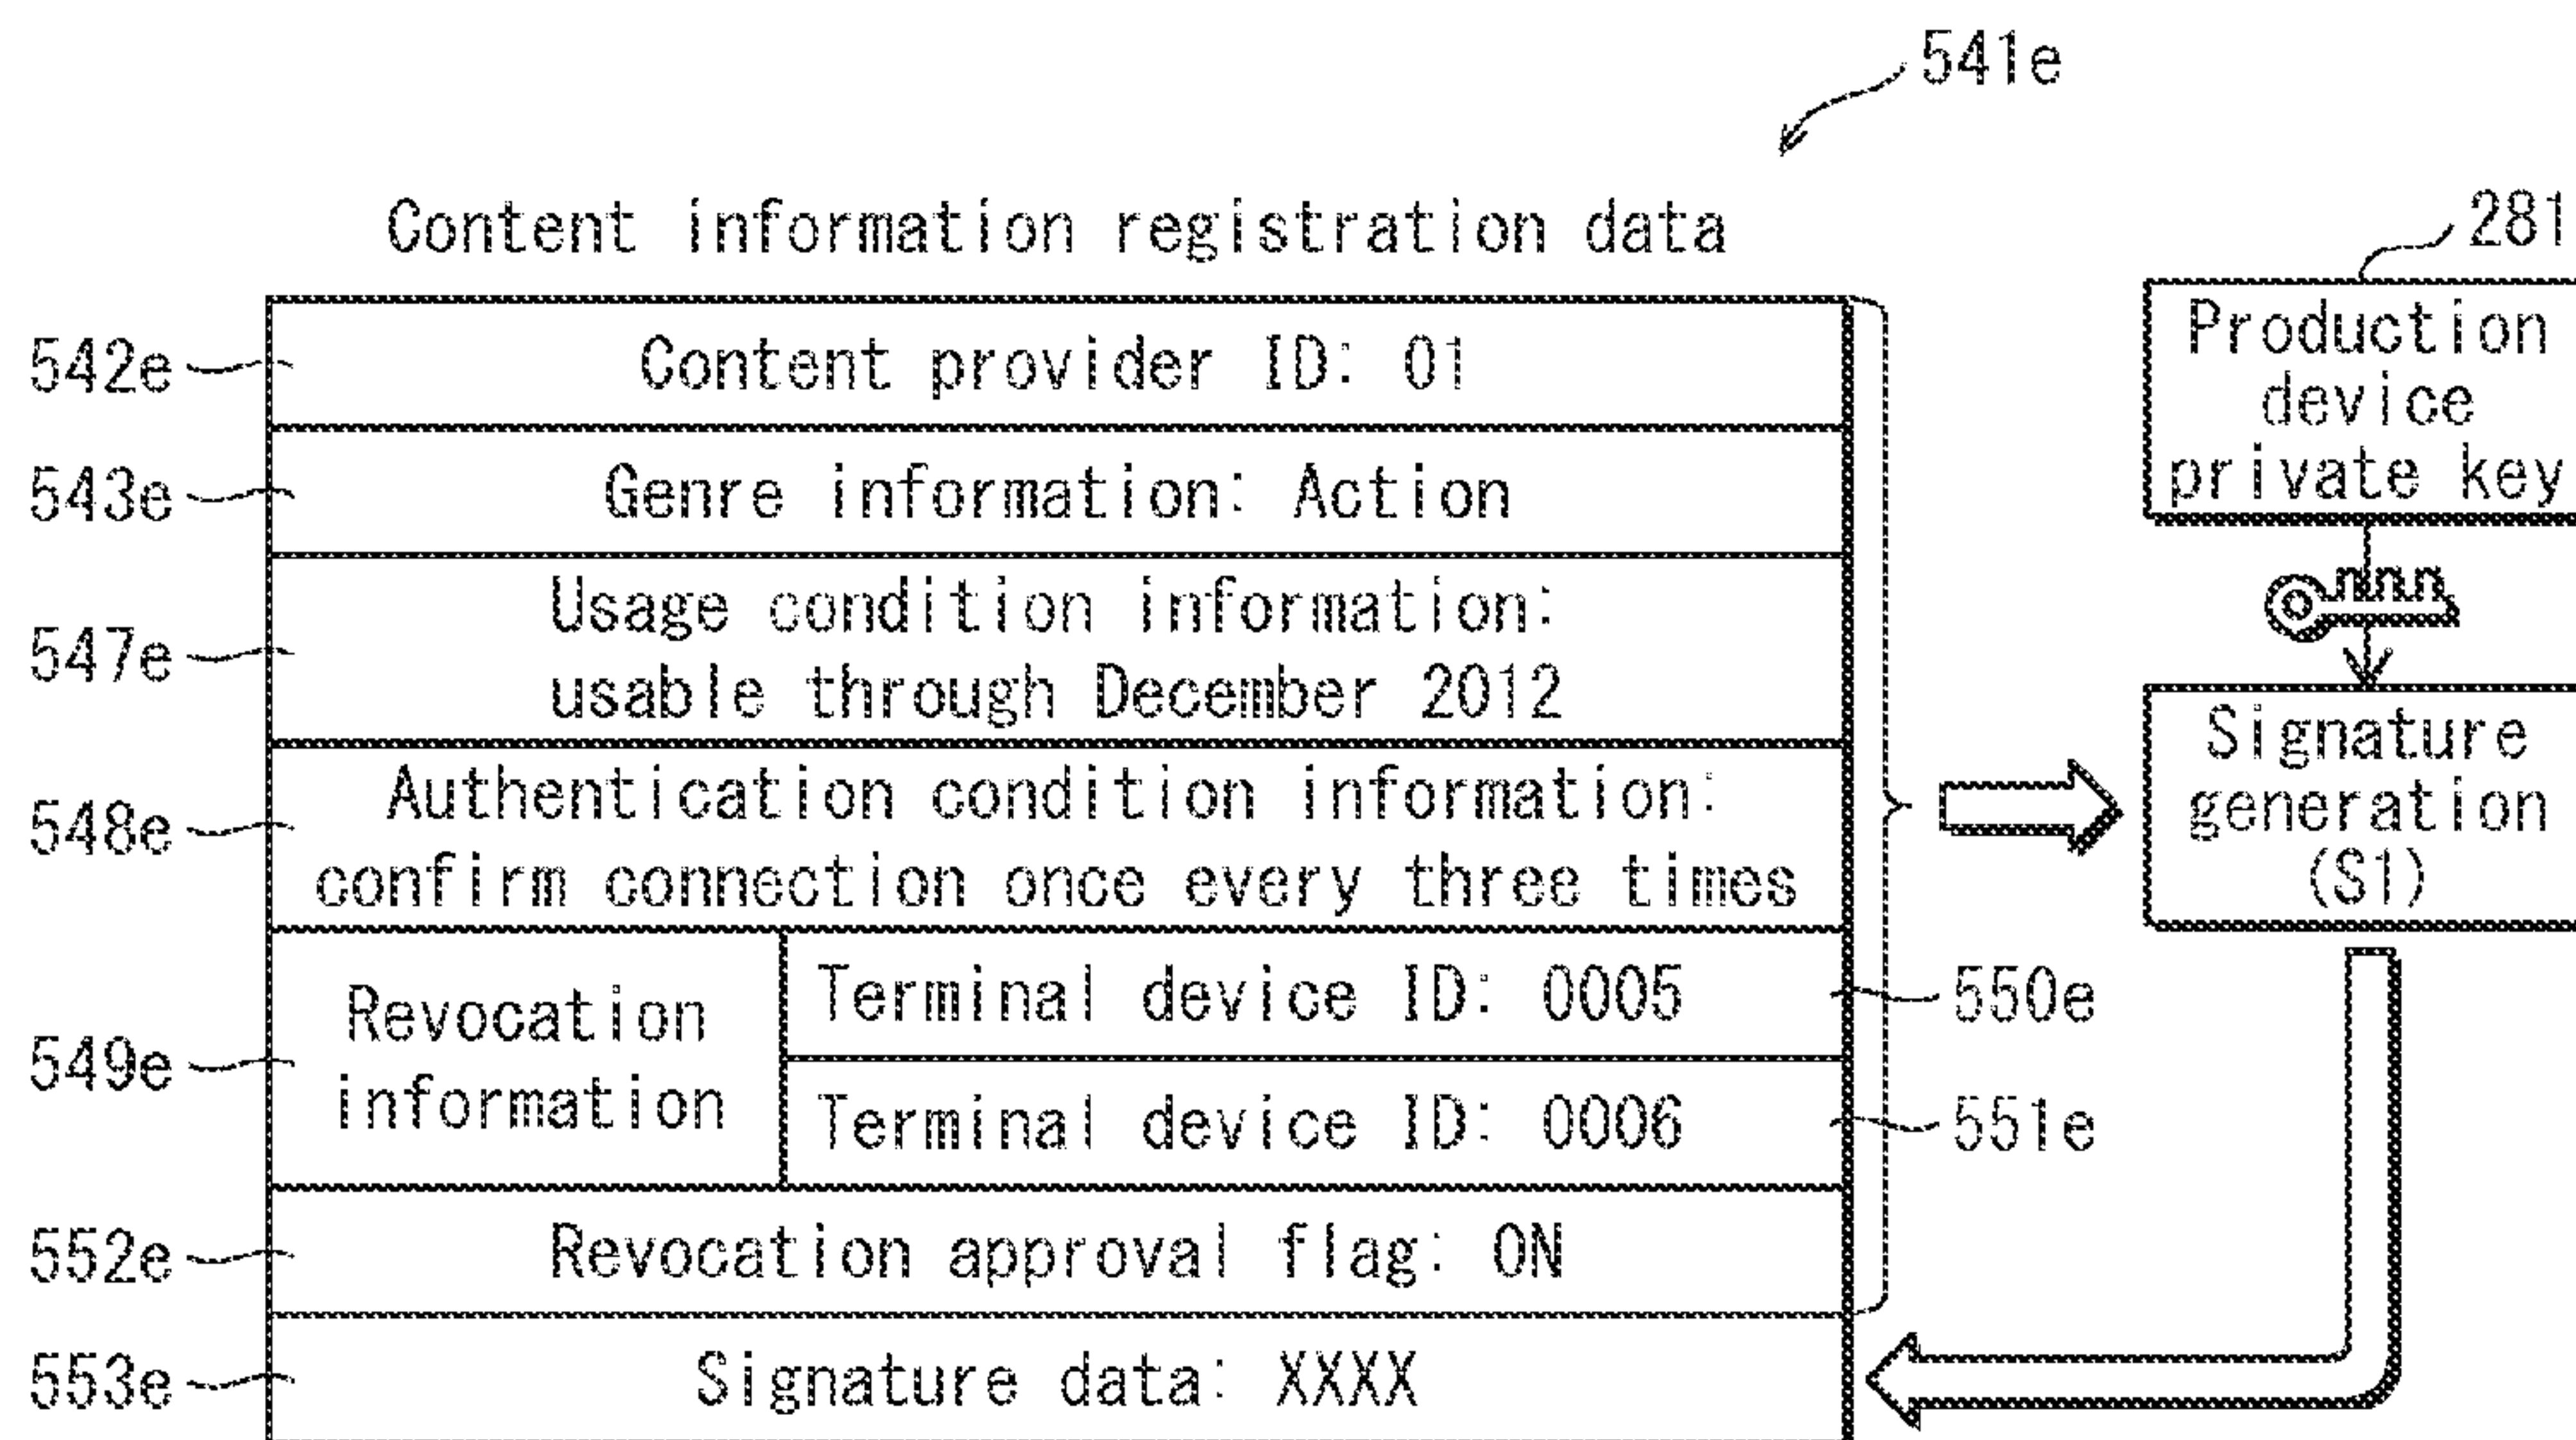 541e
Content information registration data
281
542e
Content provider ID: 01
543e
Genre information: Action
547e
Usage condition information:
usable through December 2012
548e
Authentication condition information:
confirm connection once every three times
549e
Revocation
information
Terminal device ID: 0005
550e
Terminal device ID: 0006
551e
552e
Revocation approval flag: ON
553e
Signature data: XXXX
Production
device
private key
Signature
generation
(S1)